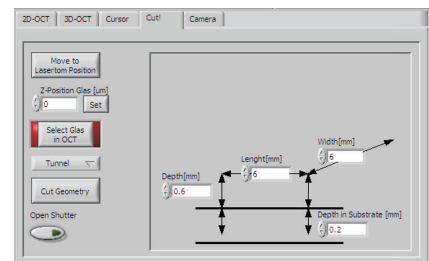 2D-OCT 3D-OCT Cursor Cut! Camera
Move to
Lasertom Position
Z-Position Glas [um]
0 Set
Select Glas
in OCT
Tunnel
Cut Geometry
Open Shutter
Width[mm]
6
Lenght[mm]
6
Depth[mm]
0.6
Depth in Substrate [mm]
0.2